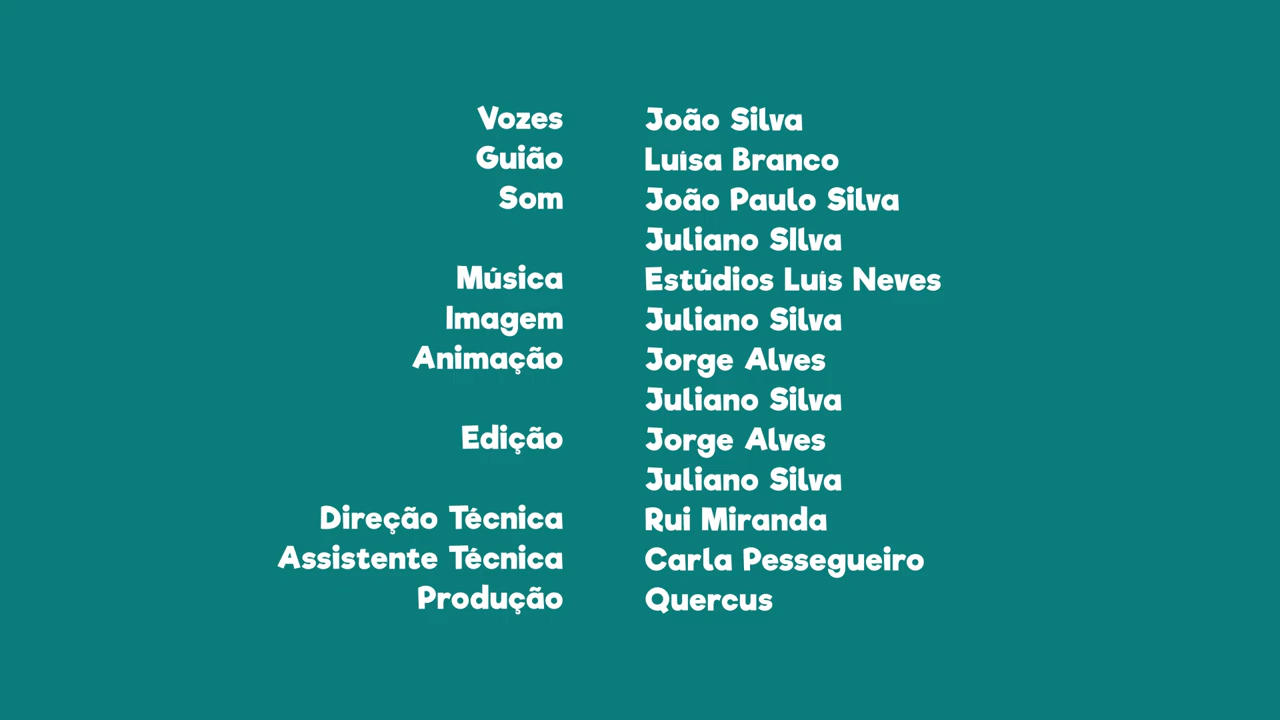 Vozes João Silva
Guião Luísa Branco
Som João Paulo Silva
Juliano SIlva
Música Estúdios Luís Neves
Imagem Juliano Silva
Animação Jorge Alves
Juliano Silva
Edição Jorge Alves
Juliano Silva
Direção Técnica Rui Miranda
Assistente Técnica Carla Pessegueiro
Produção Quercus